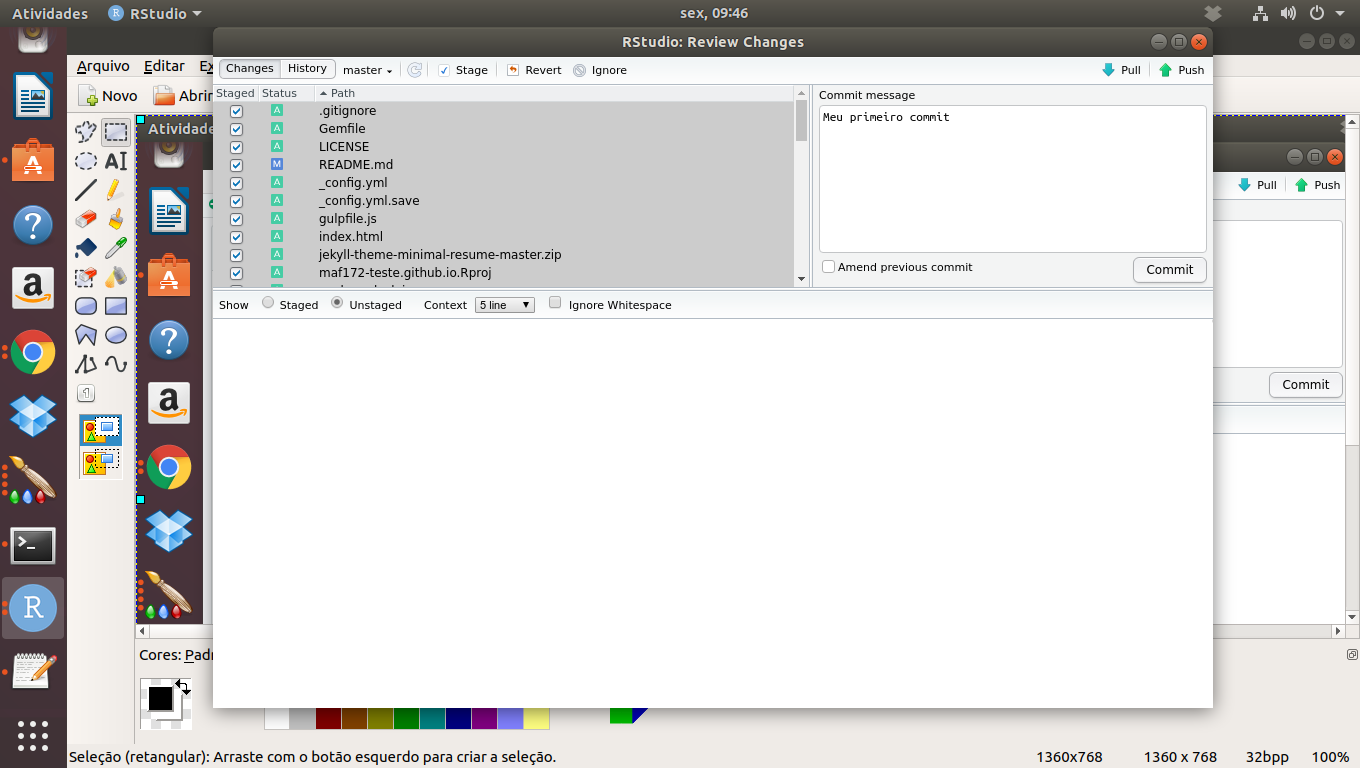 Atividades RStudio sex, 09:46
RStudio: Review Changes
Arquivo Editar Ex
Changes History master Stage Revert Ignore Pull Push
Novo Abrir
Staged Status Path
.gitignore
Gemfile
LICENSE
README.md
_config.yml
_config.yml.save
gulpfile.js
index.html
jekyll-theme-minimal-resume-master.zip
maf172-teste.github.io.Rproj
A
A
A
M
A
A
A
A
A
A
Commit message
Meu primeiro commit
Amend previous commit Commit
Show Staged Unstaged Context 5 line Ignore Whitespace
Atividade
Pull Push
Commit
Cores: Padr
Seleção (retangular): Arraste com o botão esquerdo para criar a seleção. 1360x768 1360 x 768 32bpp 100%